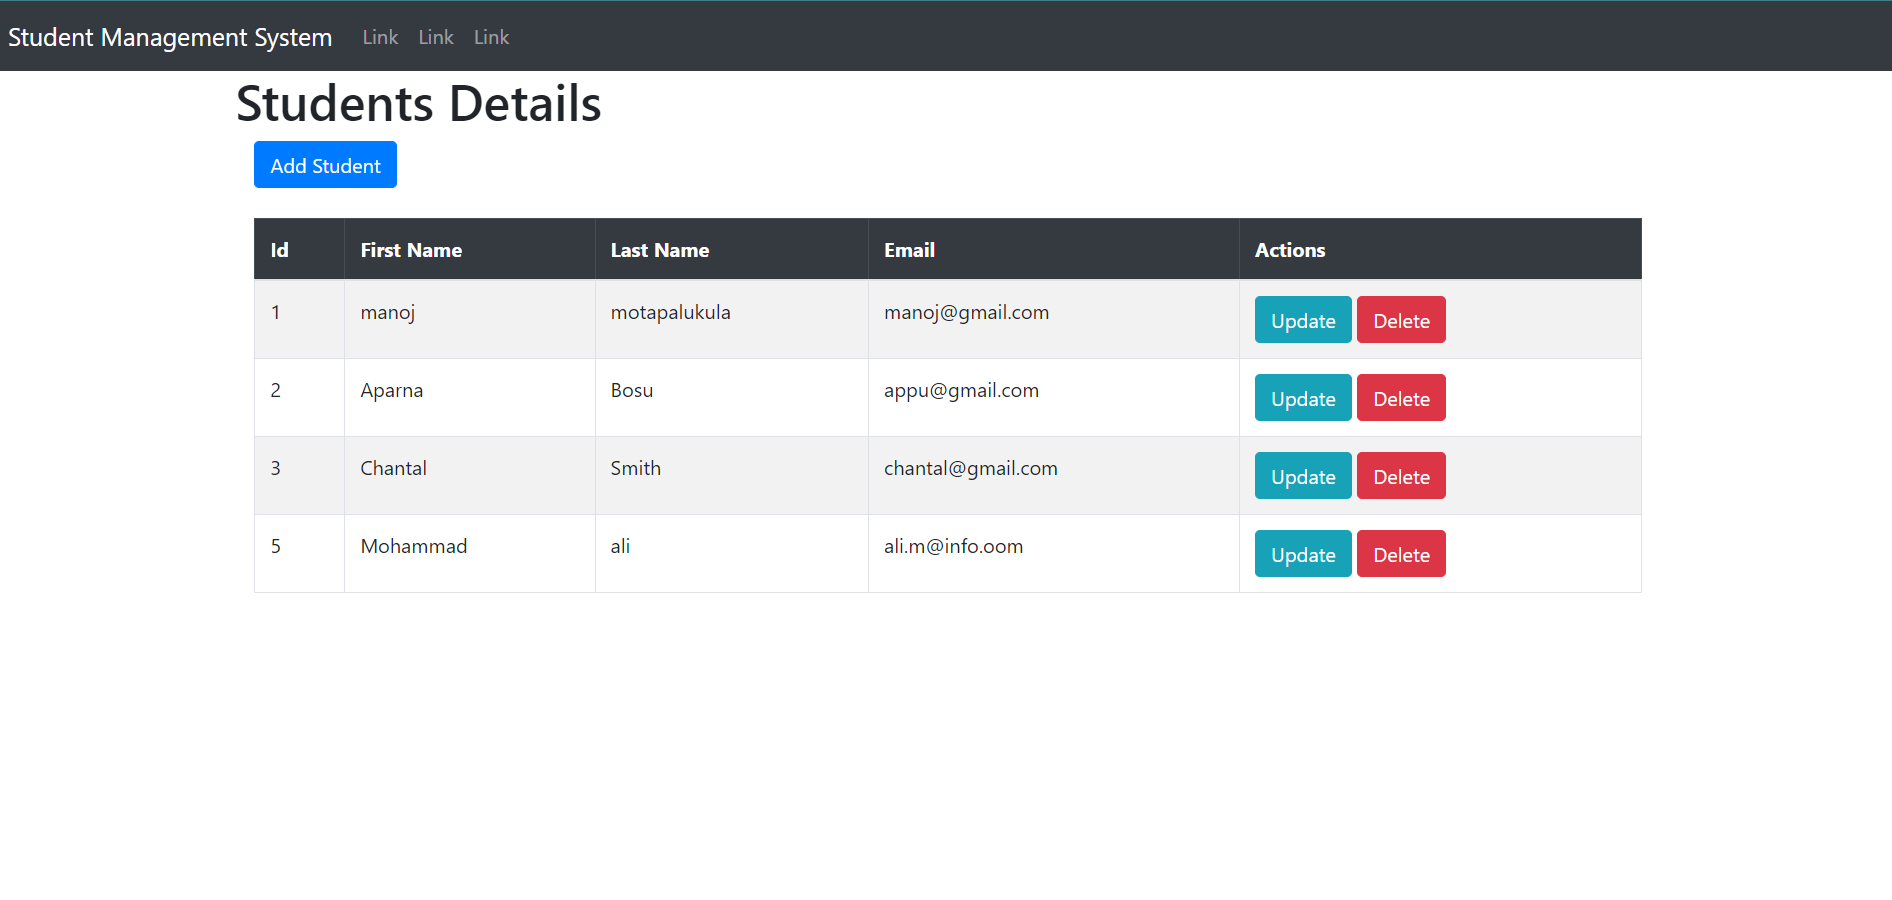 Student Management System Link Link Link
Students Details
Add Student
Id First Name Last Name Email Actions
1 manoj motapalukula manoj@gmail.com Update Delete
2 Aparna Bosu appu@gmail.com Update Delete
3 Chantal Smith chantal@gmail.com Update Delete
5 Mohammad ali ali.m@info.oom Update Delete